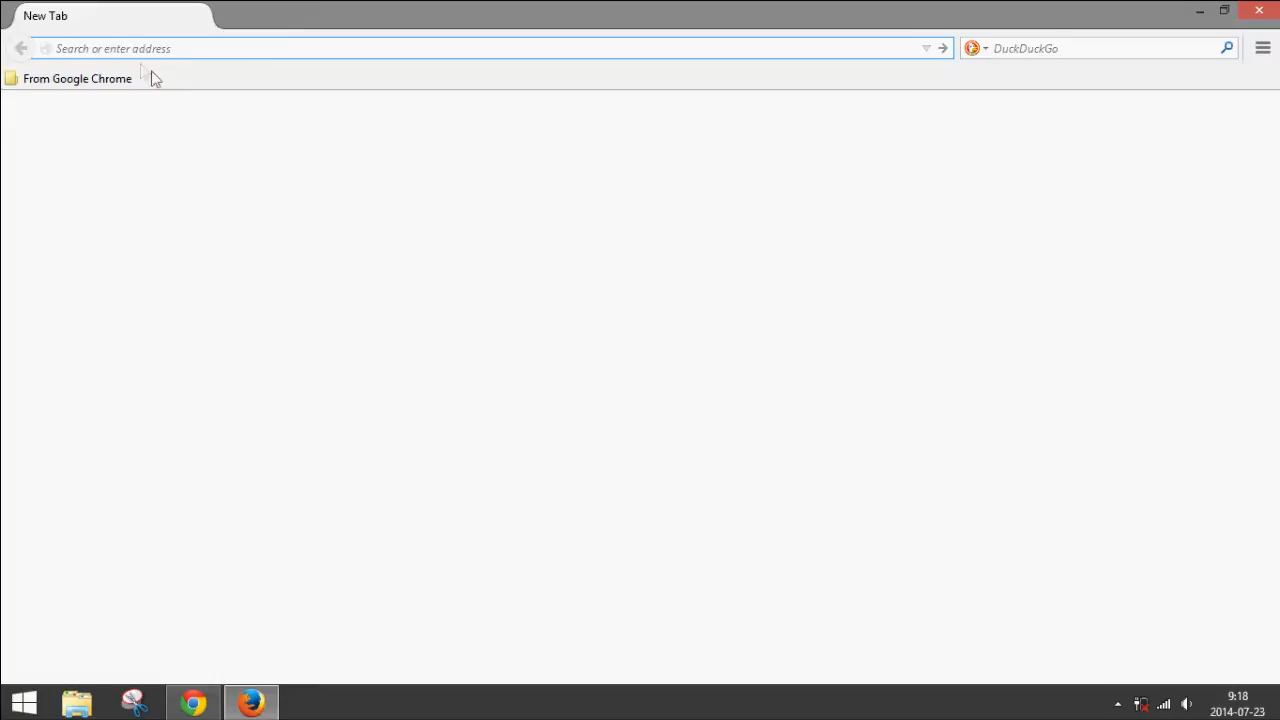 New Tab
Search or enter address
DuckDuckGo
From Google Chrome
9:18
2014-07-23